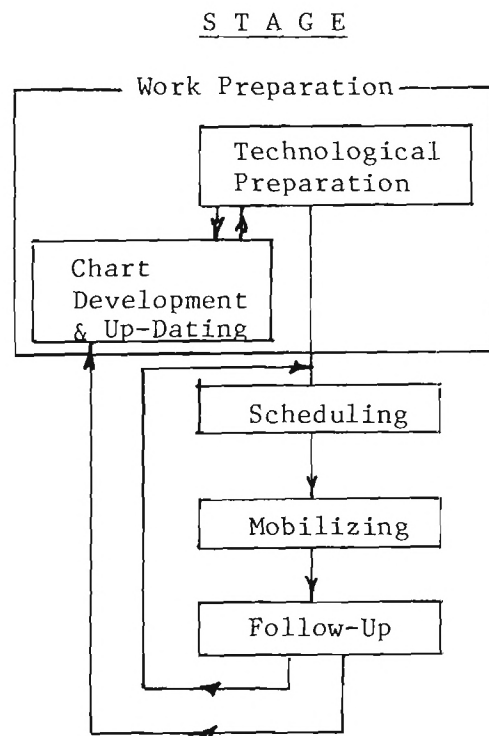 S T A G E
Work Preparation
Technological
Preparation
Chart
Development
& Up-Dating
Scheduling
Mobilizing
Follow-Up